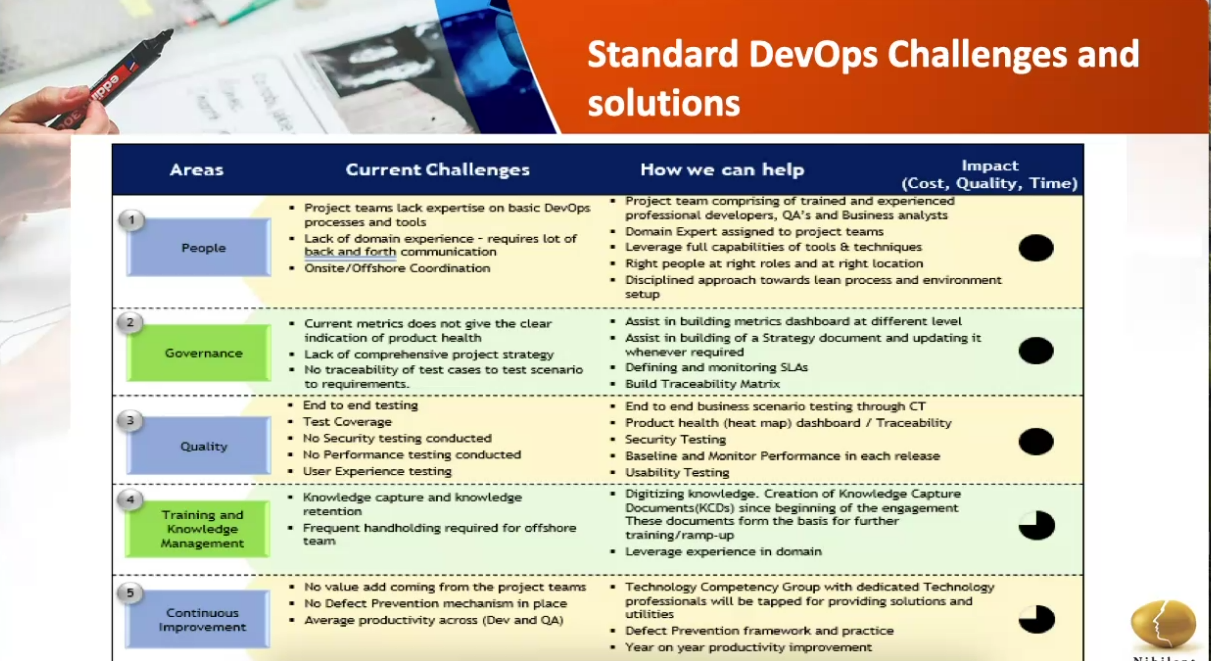 Standard DevOps Challenges and
solutions
Areas
Current Challenges
How we can help
Impact
(Cost, Quality, Time)
1
People
▪ Project teams lack expertise on basic DevOps
processes and tools
▪ Lack of domain experience - requires lot of
back and forth communication
▪ Onsite/Offshore Coordination
▪ Project team comprising of trained and experienced
professional developers, QA's and Business analysts
▪ Domain Expert assigned to project teams
▪ Leverage full capabilities of tools & techniques
▪ Right people at right roles and at right location
▪ Disciplined approach towards lean process and environment
setup
2
Governance
▪ Current metrics does not give the clear
indication of product health
▪ Lack of comprehensive project strategy
▪ No traceability of test cases to test scenario
to requirements.
▪ Assist in building metrics dashboard at different level
▪ Assist in building of a Strategy document and updating it
whenever required
▪ Defining and monitoring SLAs
▪ Build Traceability Matrix
3
Quality
▪ End to end testing
▪ Test Coverage
▪ No Security testing conducted
▪ No Performance testing conducted
▪ User Experience testing
▪ End to end business scenario testing through CT
▪ Product health (heat map) dashboard / Traceability
▪ Security Testing
▪ Baseline and Monitor Performance in each release
▪ Usability Testing
4
Training and
Knowledge
Management
▪ Knowledge capture and knowledge
retention
▪ Frequent handholding required for offshore
team
▪ Digitizing knowledge. Creation of Knowledge Capture
Documents(KCDs) since beginning of the engagement
These documents form the basis for further
training/ramp-up
▪ Leverage experience in domain
5
Continuous
Improvement
▪ No value add coming from the project teams
▪ No Defect Prevention mechanism in place
▪ Average productivity across (Dev and QA)
▪ Technology Competency Group with dedicated Technology
professionals will be tapped for providing solutions and
utilities
▪ Defect Prevention framework and practice
▪ Year on year productivity improvement